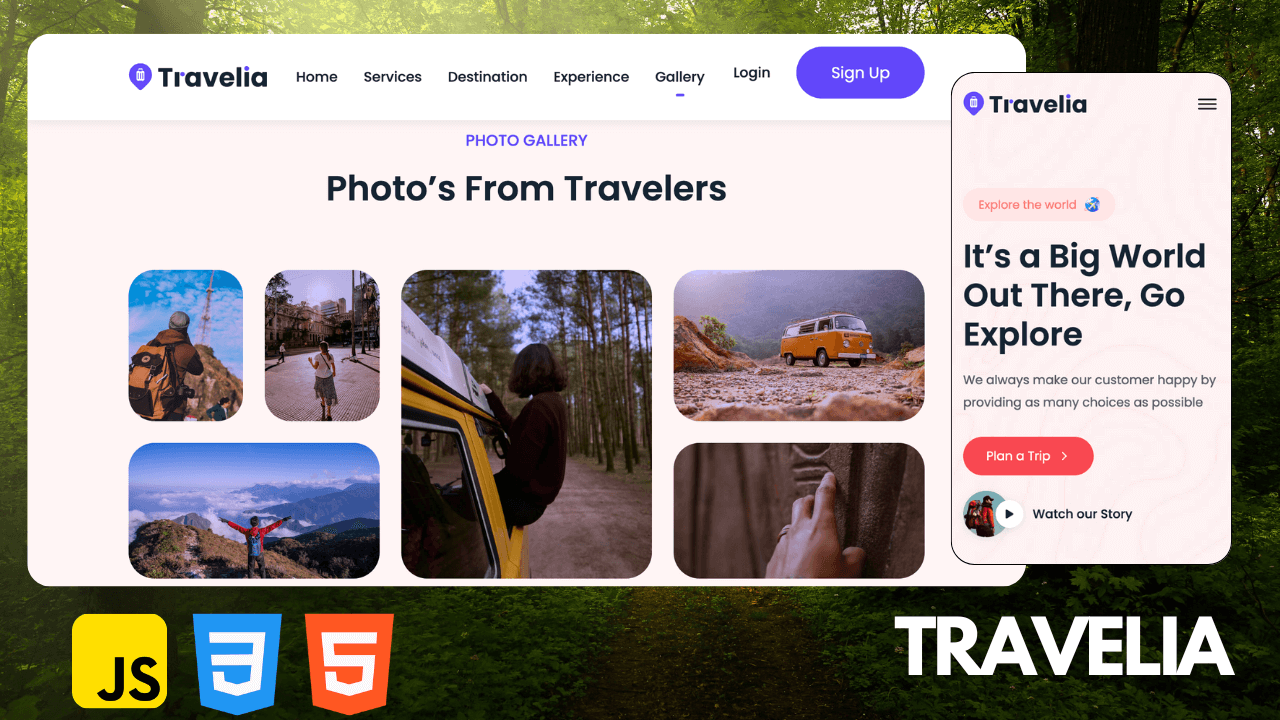 Travelia
Home Services Destination Experience Gallery Login Sign Up
PHOTO GALLERY
Photo’s From Travelers
Travelia
Explore the world
It’s a Big World
Out There, Go
Explore
We always make our customer happy by
providing as many choices as possible
Plan a Trip
Watch our Story
JS
3
5
TRAVELIA